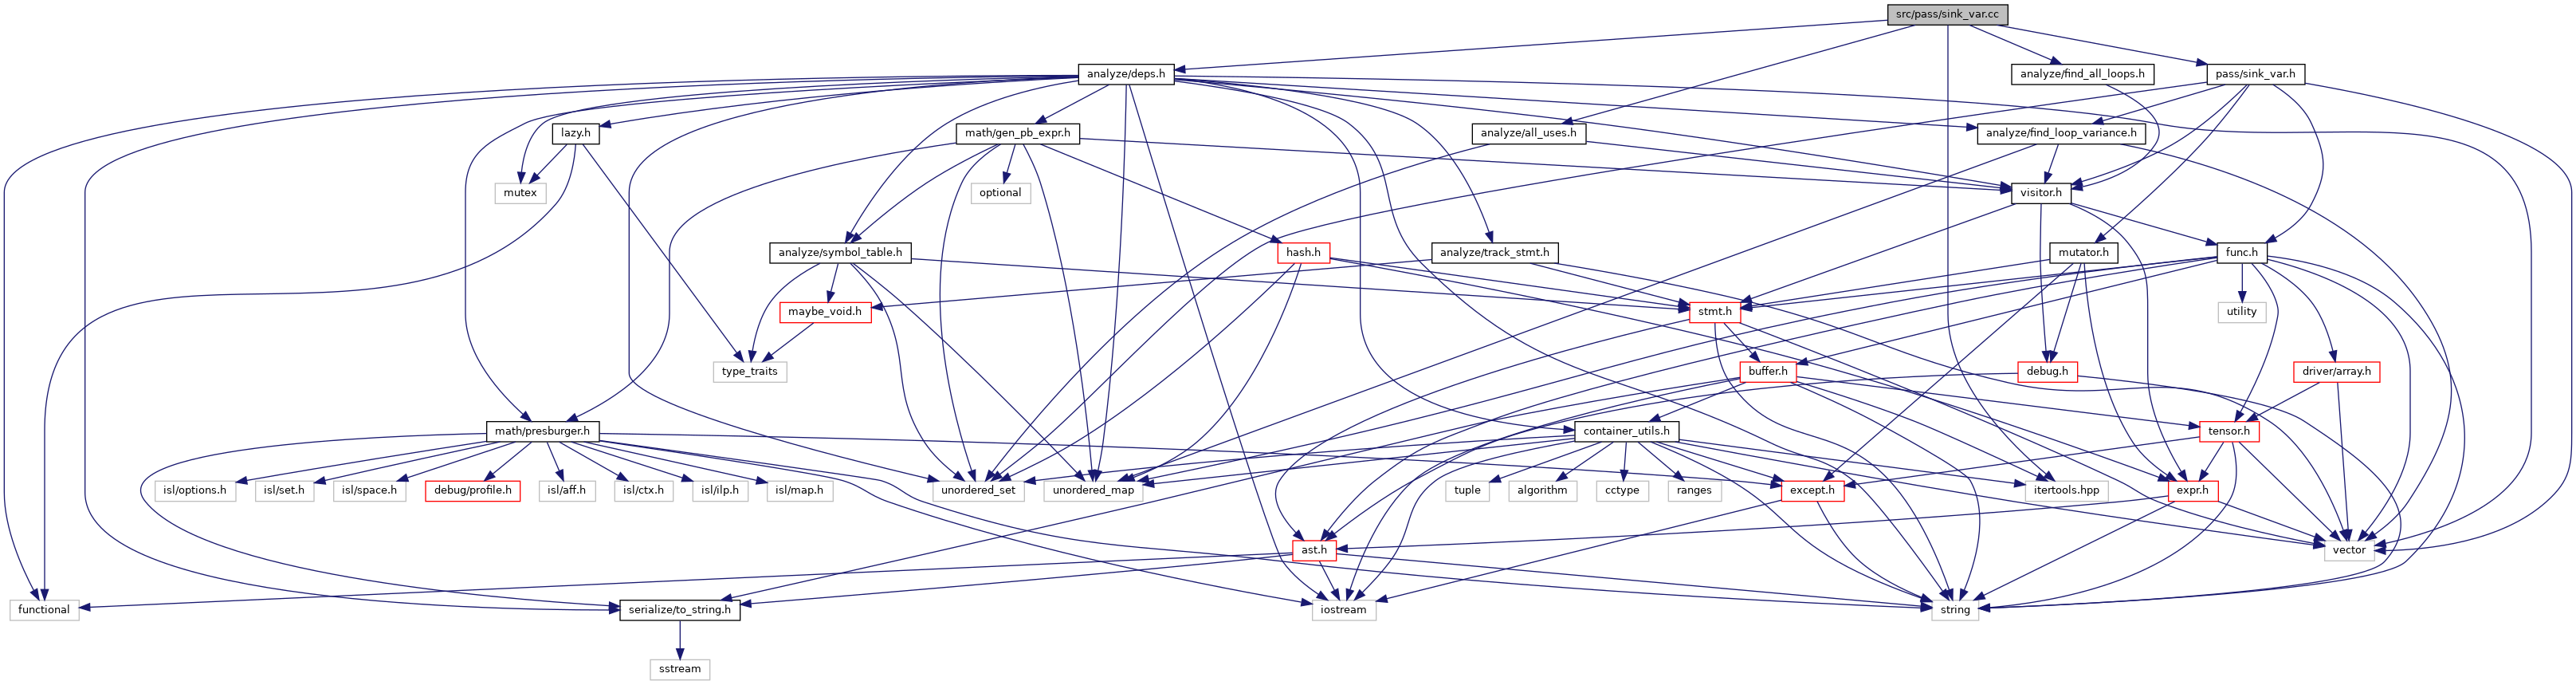 src/pass/sink_var.cc
analyze/deps.h
analyze/find_all_loops.h
pass/sink_var.h
lazy.h
math/gen_pb_expr.h
analyze/all_uses.h
analyze/find_loop_variance.h
mutex
optional
visitor.h
analyze/symbol_table.h
hash.h
analyze/track_stmt.h
mutator.h
func.h
maybe_void.h
stmt.h
utility
type_traits
buffer.h
debug.h
driver/array.h
math/presburger.h
container_utils.h
tensor.h
isl/options.h
isl/set.h
isl/space.h
debug/profile.h
isl/aff.h
isl/ctx.h
isl/ilp.h
isl/map.h
unordered_set
unordered_map
tuple
algorithm
cctype
ranges
except.h
itertools.hpp
expr.h
ast.h
vector
functional
serialize/to_string.h
iostream
string
sstream